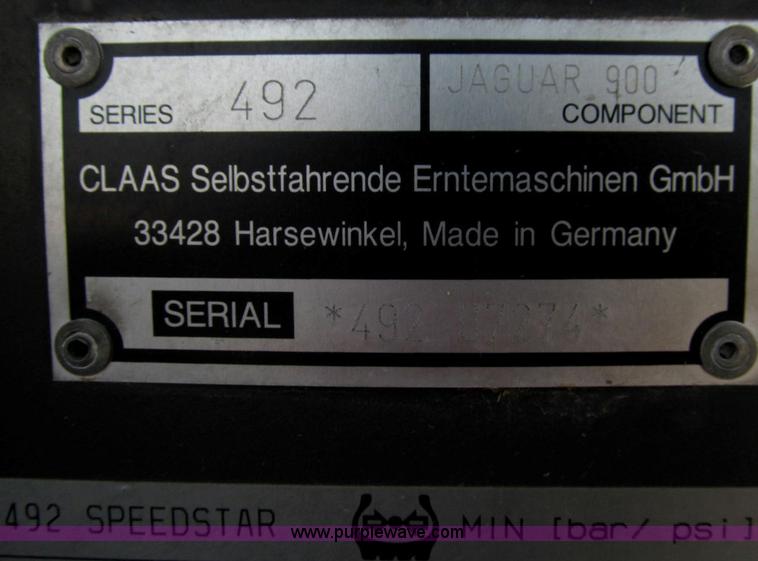 SERIES 492
JAGUAR 900
COMPONENT
CLAAS Selbstfahrende Erntemaschinen GmbH
33428 Harsewinkel, Made in Germany
SERIAL *492
492 SPEEDSTAR MIN [bar/ psi]
www.purplewave.com